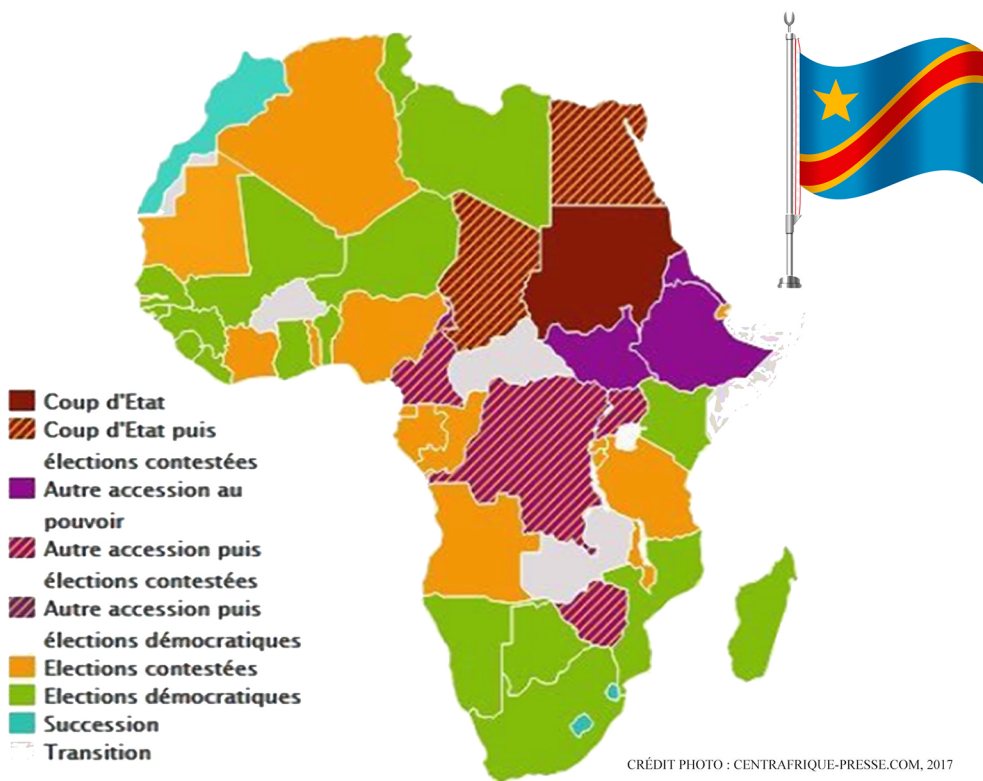 Coup d'Etat
Coup d'Etat puis
élections contestées
Autre accession au
pouvoir
Autre accession puis
élections contestées
Autre accession puis
élections démocratiques
Elections contestées
Elections démocratiques
Succession
Transition
CRÉDIT PHOTO : CENTRAFRIQUE-PRESSE.COM, 2017